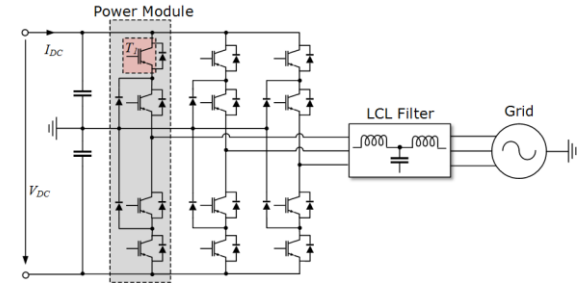 Power Module
I_DC
T_1
LCL Filter
Grid
V_DC